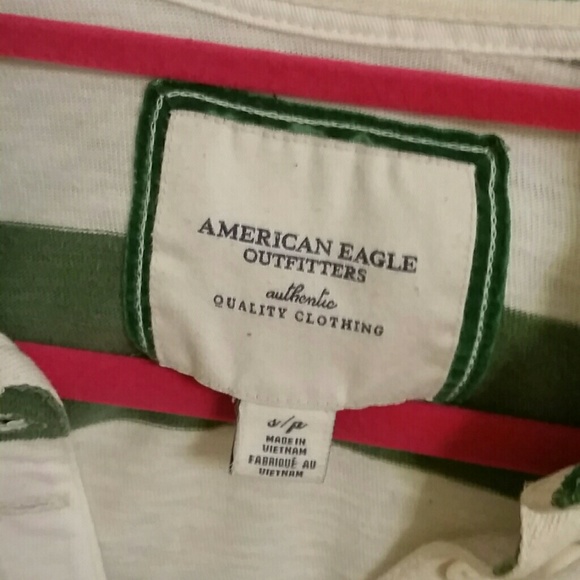 AMERICAN EAGLE
OUTFITTERS
authentic
QUALITY CLOTHING
s/p
MADE IN
VIETNAM
FABRIQUÉ AU
VIETNAM